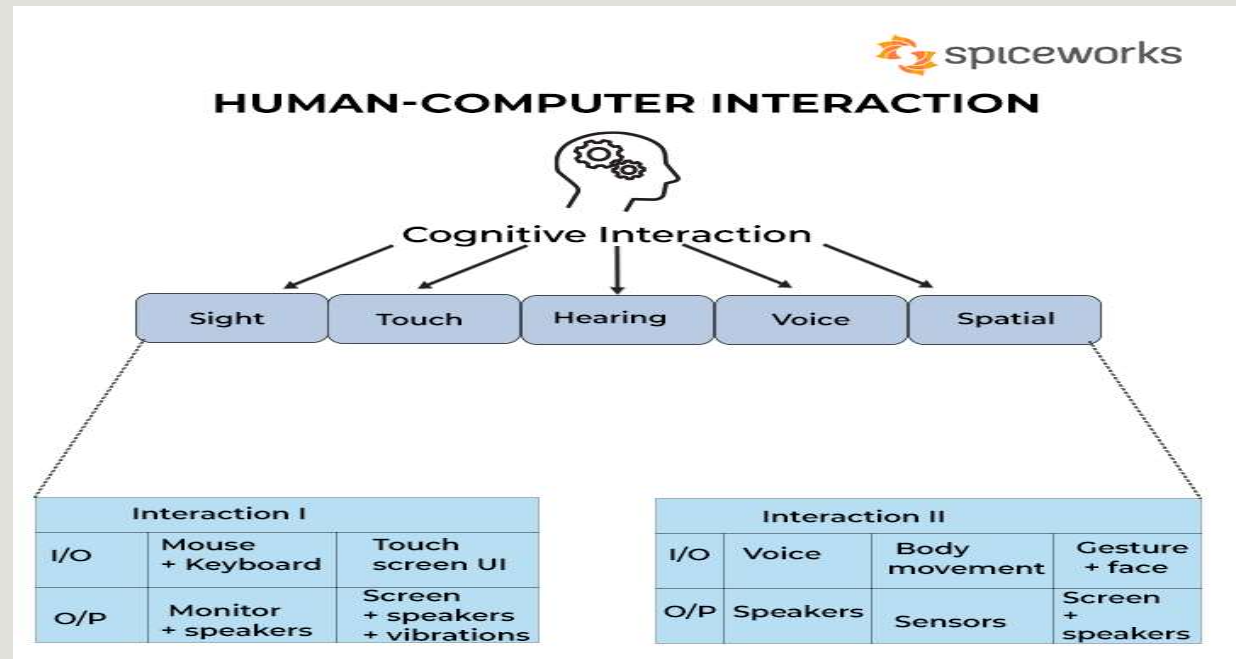 spiceworks
HUMAN-COMPUTER INTERACTION
Cognitive Interaction
Sight
Touch
Hearing
Voice
Spatial
Interaction I
I/O
Mouse
+ Keyboard
Touch
screen UI
O/P
Monitor
+ speakers
Screen
+ speakers
+ vibrations
Interaction II
I/O
Voice
Body
movement
Gesture
+ face
O/P
Speakers
Sensors
Screen
+
speakers